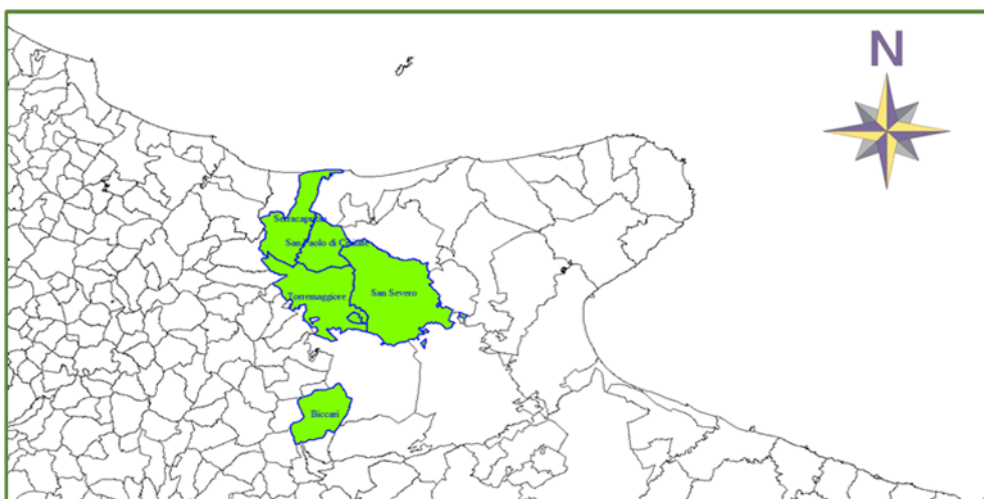 N
Serracapriola
San Paolo di Civitate
Torremaggiore
San Severo
Biccari